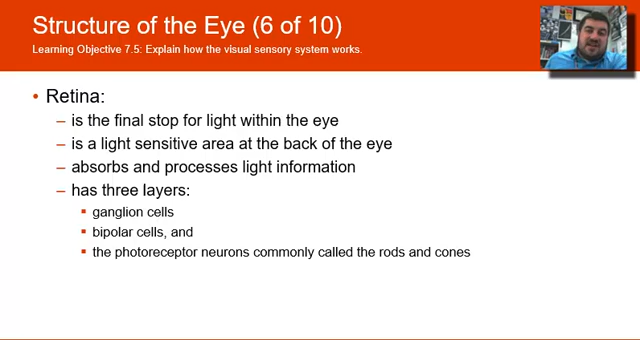 Structure of the Eye (6 of 10)
Learning Objective 7.5: Explain how the visual sensory system works.
• Retina:
– is the final stop for light within the eye
– is a light sensitive area at the back of the eye
– absorbs and processes light information
– has three layers:
▪ ganglion cells
▪ bipolar cells, and
▪ the photoreceptor neurons commonly called the rods and cones